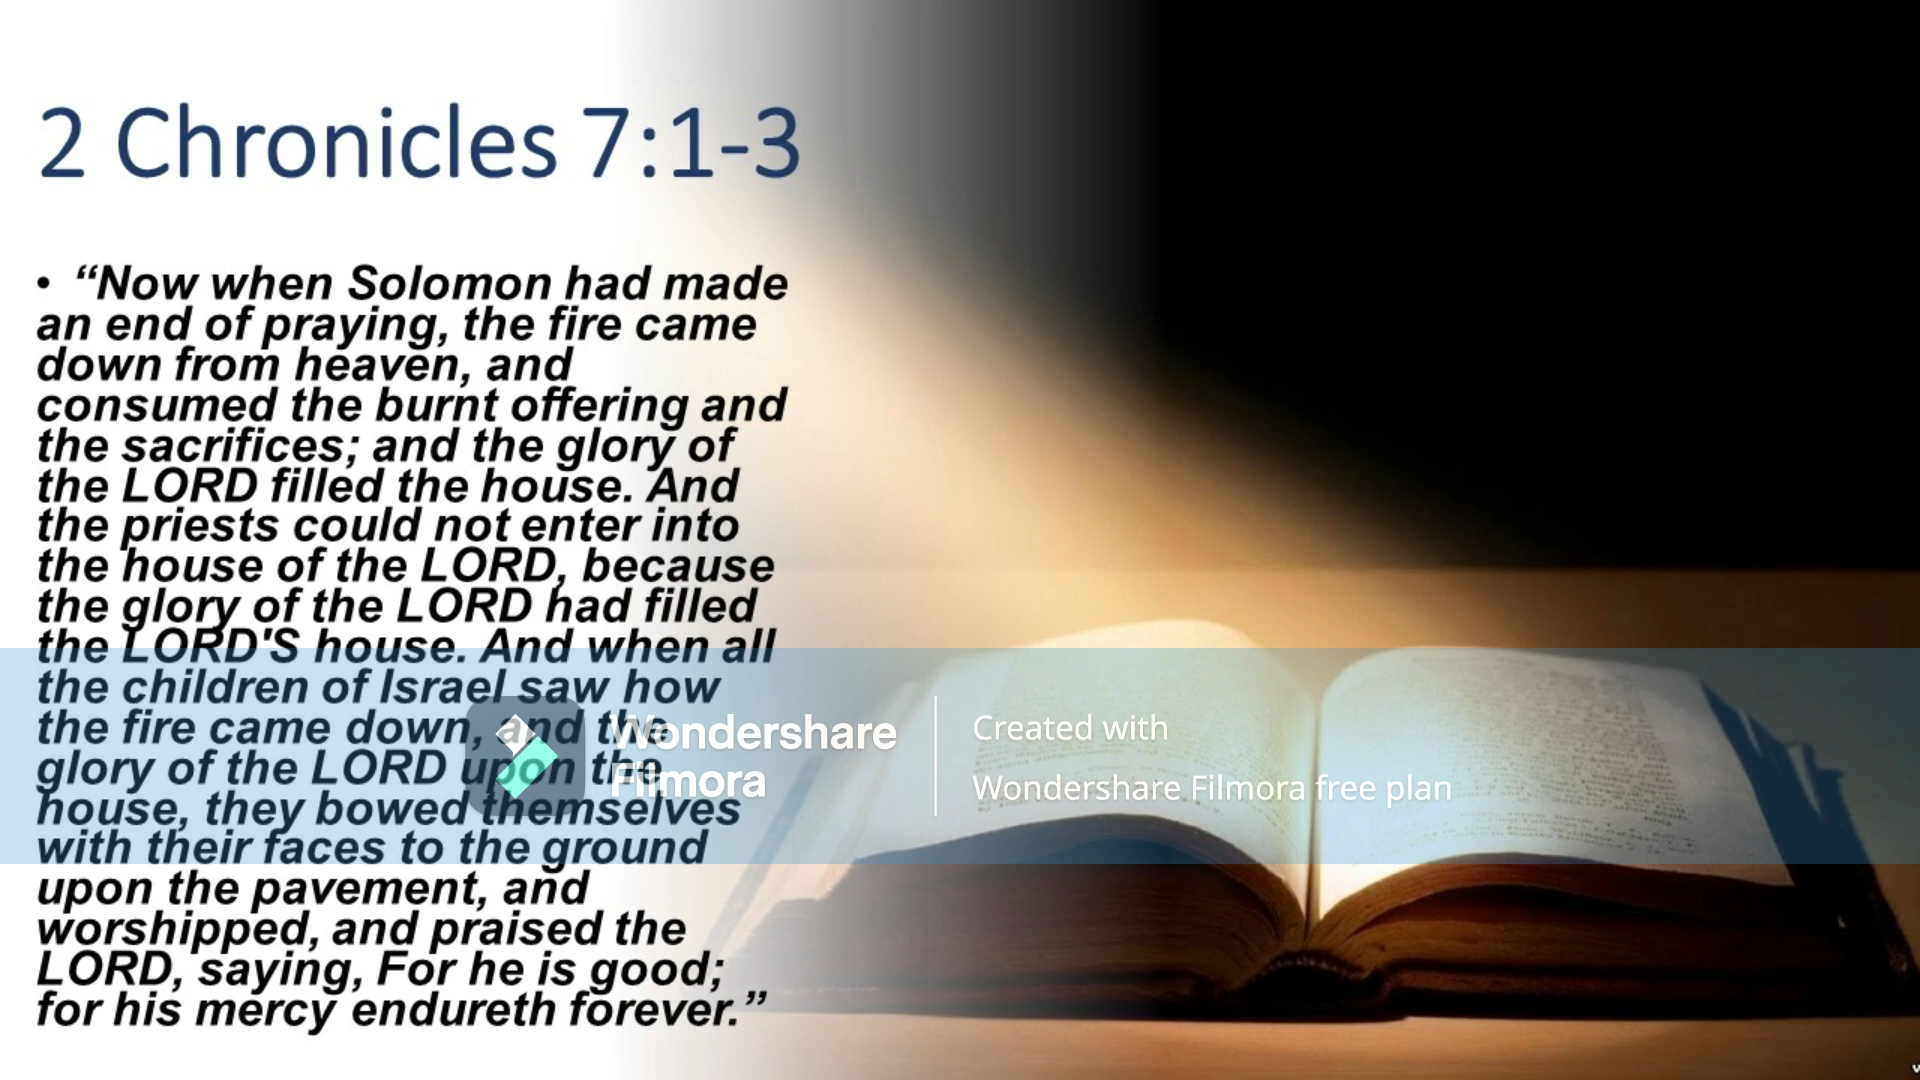 2 Chronicles 7:1-3
• “Now when Solomon had made
an end of praying, the fire came
down from heaven, and
consumed the burnt offering and
the sacrifices; and the glory of
the LORD filled the house. And
the priests could not enter into
the house of the LORD, because
the glory of the LORD had filled
the LORD'S house. And when all
the children of Israel saw how
the fire came down, and the
glory of the LORD upon the
house, they bowed themselves
with their faces to the ground
upon the pavement, and
worshipped, and praised the
LORD, saying, For he is good;
for his mercy endureth forever.”
Wondershare
Filmora
Created with
Wondershare Filmora free plan